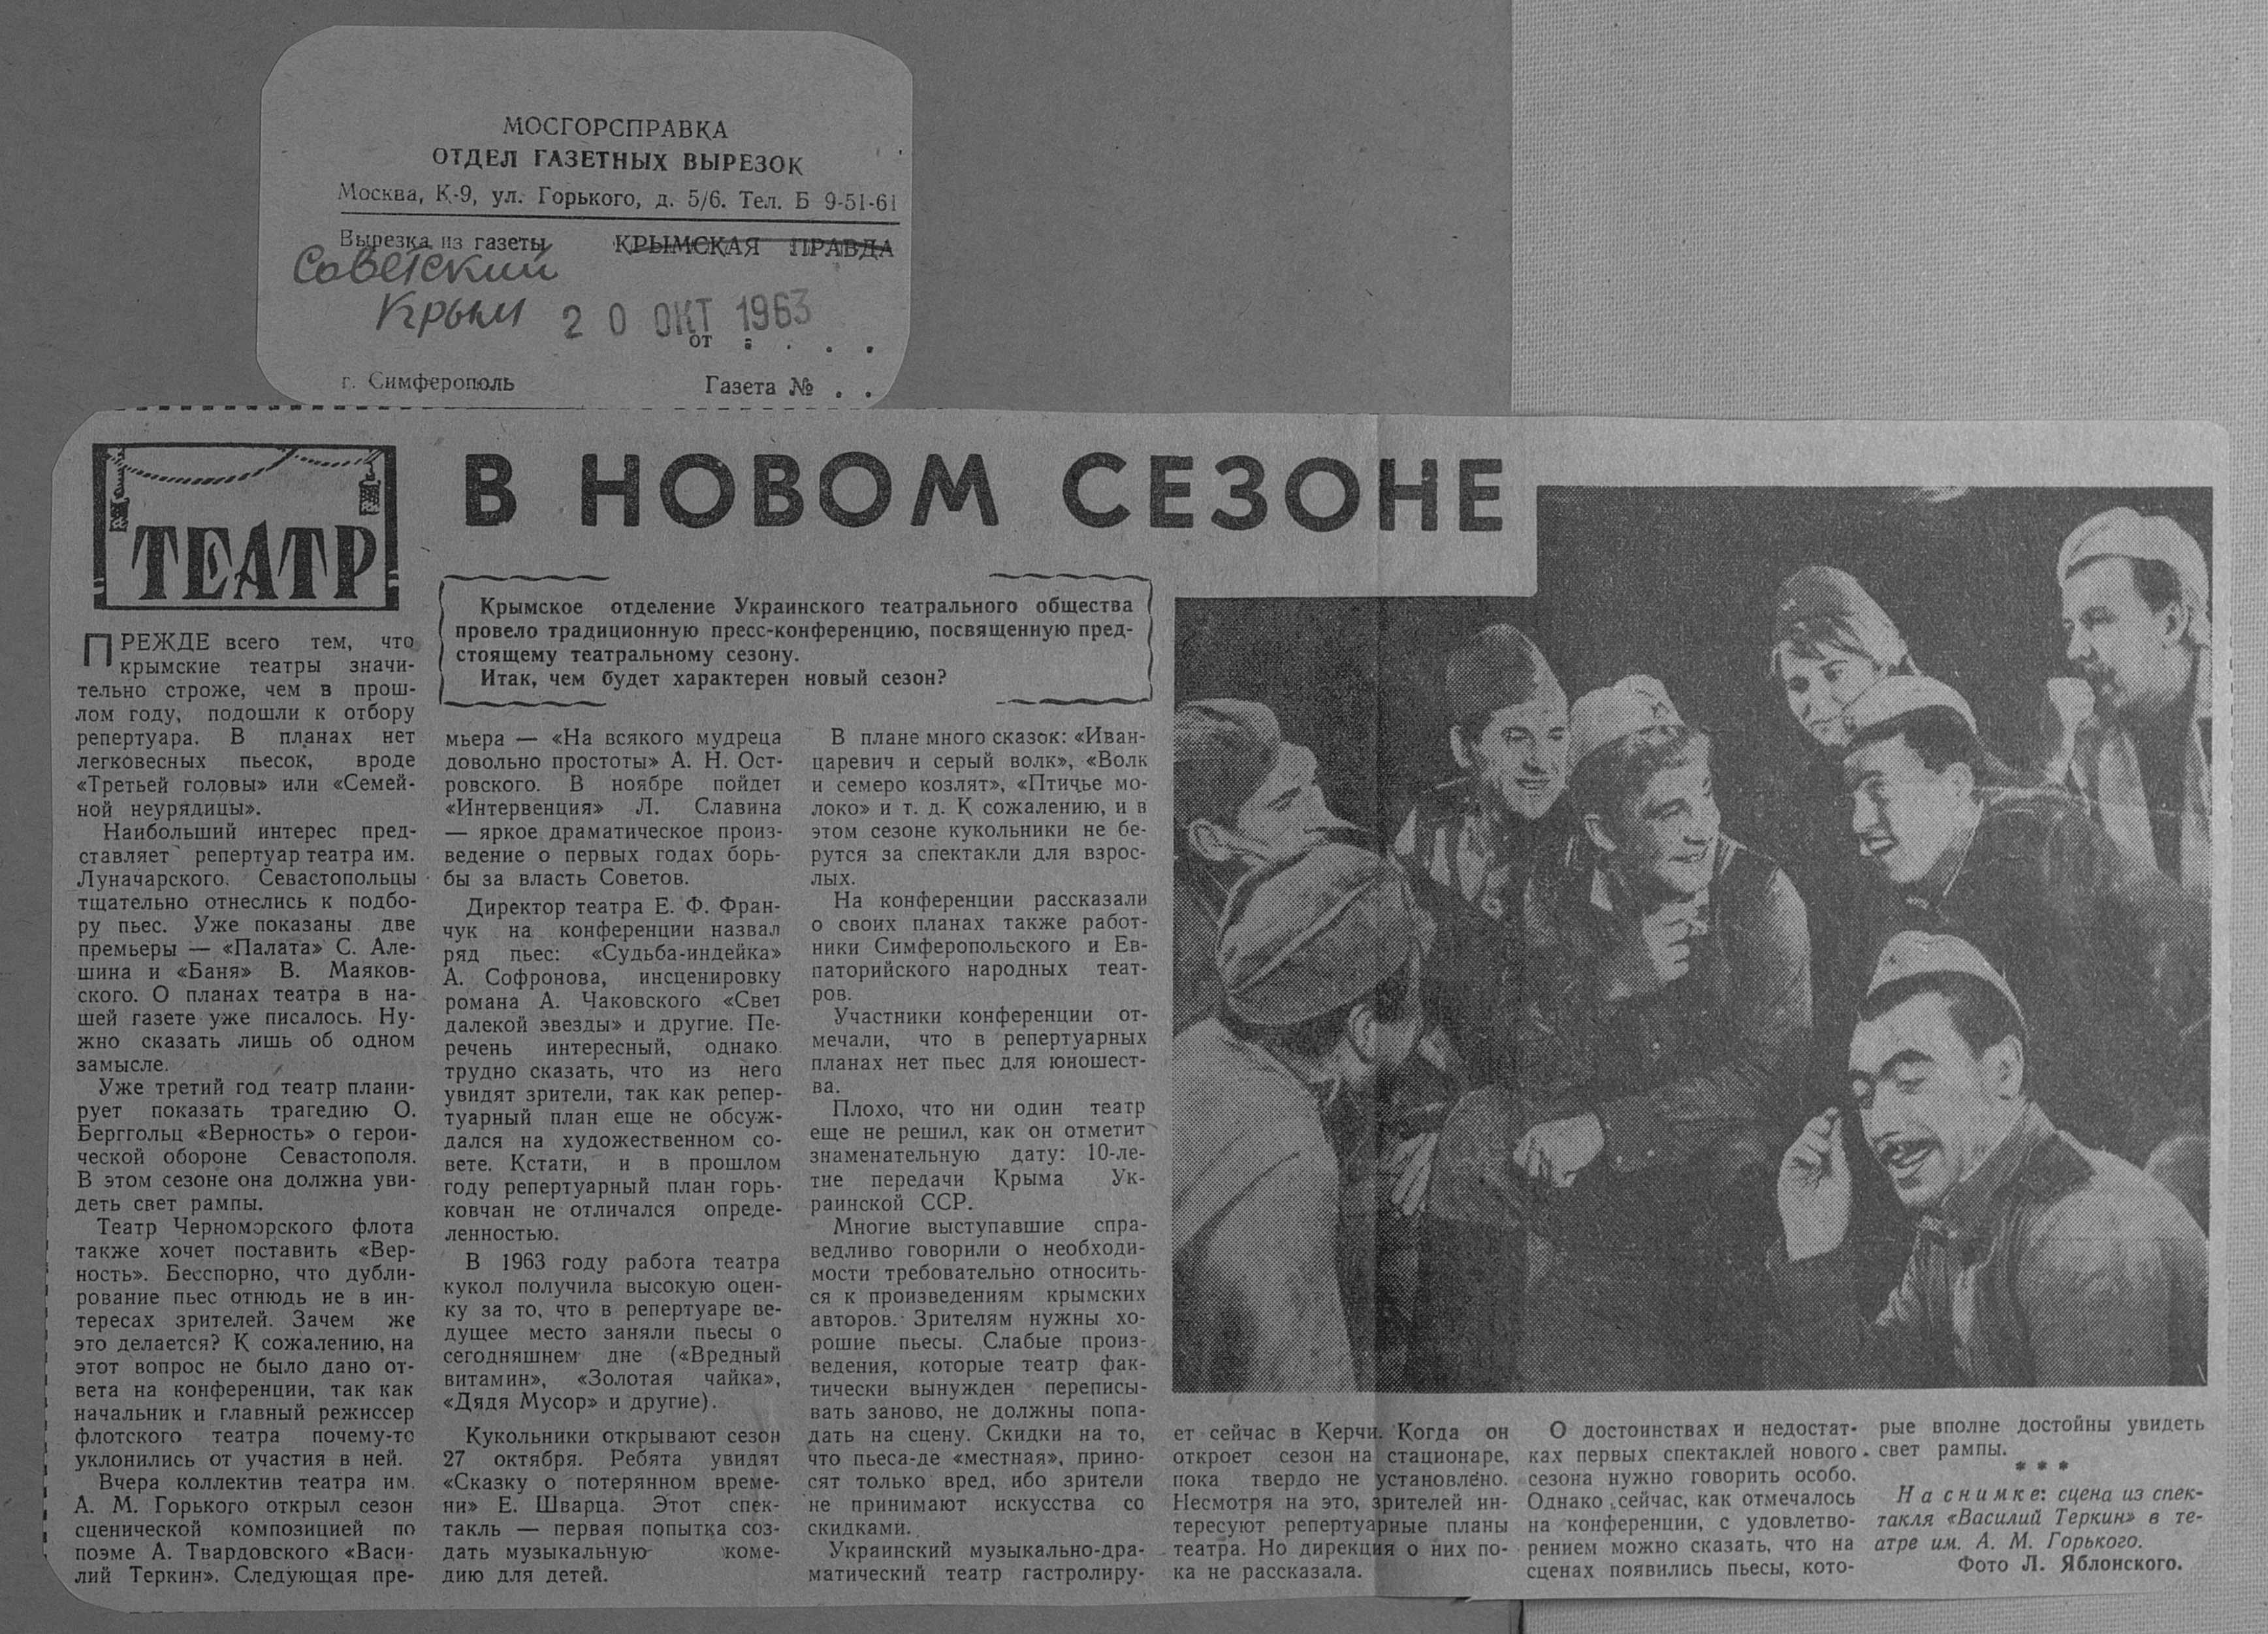 МОСГОРСПРАВКА
ОТДЕЛ ГАЗЕТНЫХ ВЫРЕЗОК
Москва, К-9, ул. Горького, д. 5/6. Тел. Б 9-51-61
Вырезка из газеты КРЫМСКАЯ ПРАВДА
Советский
Крым 20 ОКТ 1963
от . . . .
г. Симферополь Газета № . .
ТЕАТР
В НОВОМ СЕЗОНЕ
Крымское отделение Украинского театрального общества
провело традиционную пресс-конференцию, посвященную пред-
стоящему театральному сезону.
Итак, чем будет характерен новый сезон?
ПРЕЖДЕ всего тем, что
крымские театры значи-
тельно строже, чем в прош-
лом году, подошли к отбору
репертуара. В планах нет
легковесных пьесок, вроде
«Третьей головы» или «Семей-
ной неурядицы».
Наибольший интерес пред-
ставляет репертуар театра им.
Луначарского. Севастопольцы
тщательно отнеслись к подбо-
ру пьес. Уже показаны две
премьеры — «Палата» С. Але-
шина и «Баня» В. Маяков-
ского. О планах театра в на-
шей газете уже писалось. Ну-
жно сказать лишь об одном
замысле.
Уже третий год театр плани-
рует показать трагедию О.
Берггольц «Верность» о герои-
ческой обороне Севастополя.
В этом сезоне она должна уви-
деть свет рампы.
Театр Черноморского флота
также хочет поставить «Вер-
ность». Бесспорно, что дубли-
рование пьес отнюдь не в ин-
тересах зрителей. Зачем же
это делается? К сожалению, на
этот вопрос не было дано от-
вета на конференции, так как
начальник и главный режиссер
флотского театра почему-то
уклонились от участия в ней.
Вчера коллектив театра им.
А. М. Горького открыл сезон
сценической композицией по
поэме А. Твардовского «Васи-
лий Теркин». Следующая пре-
мьера — «На всякого мудреца
довольно простоты» А. Н. Ост-
ровского. В ноябре пойдет
«Интервенция» Л. Славина
— яркое драматическое произ-
ведение о первых годах борь-
бы за власть Советов.
Директор театра Е. Ф. Фран-
чук на конференции назвал
ряд пьес: «Судьба-индейка»
А. Софронова, инсценировку
романа А. Чаковского «Свет
далекой звезды» и другие. Пе-
речень интересный, однако
трудно сказать, что из него
увидят зрители, так как репер-
туарный план еще не обсуж-
дался на художественном со-
вете. Кстати, и в прошлом
году репертуарный план горь-
ковчан не отличался опреде-
ленностью.
В 1963 году работа театра
кукол получила высокую оцен-
ку за то, что в репертуаре ве-
дущее место заняли пьесы о
сегодняшнем дне («Вредный
витамин», «Золотая чайка»,
«Дядя Мусор» и другие).
Кукольники открывают сезон
27 октября. Ребята увидят
«Сказку о потерянном време-
ни» Е. Шварца. Этот спек-
такль — первая попытка соз-
дать музыкальную коме-
дию для детей.
В плане много сказок: «Иван-
царевич и серый волк», «Волк
и семеро козлят», «Птичье мо-
локо» и т. д. К сожалению, и в
этом сезоне кукольники не бе-
рутся за спектакли для взрос-
лых.
На конференции рассказали
о своих планах также работ-
ники Симферопольского и Ев-
паторийского народных теат-
ров.
Участники конференции от-
мечали, что в репертуарных
планах нет пьес для юношест-
ва.
Плохо, что ни один театр
еще не решил, как он отметит
знаменательную дату: 10-ле-
тие передачи Крыма Ук-
раинской ССР.
Многие выступавшие спра-
ведливо говорили о необходи-
мости требовательно относить-
ся к произведениям крымских
авторов. Зрителям нужны хо-
рошие пьесы. Слабые произ-
ведения, которые театр фак-
тически вынужден переписы-
вать заново, не должны попа-
дать на сцену. Скидки на то,
что пьеса-де «местная», прино-
сят только вред, ибо зрители
не принимают искусства со
скидками.
Украинский музыкально-дра-
матический театр гастролиру-
ет сейчас в Керчи. Когда он
откроет сезон на стационаре,
пока твердо не установлено.
Несмотря на это, зрителей ин-
тересуют репертуарные планы
театра. Но дирекция о них по-
ка не рассказала.
О достоинствах и недостат-
ках первых спектаклей нового
сезона нужно говорить особо.
Однако сейчас, как отмечалось
на конференции, с удовлетво-
рением можно сказать, что на
сценах появились пьесы, кото-
рые вполне достойны увидеть
свет рампы.
* * *
На снимке: сцена из спек-
такля «Василий Теркин» в те-
атре им. А. М. Горького.
Фото Л. Яблонского.